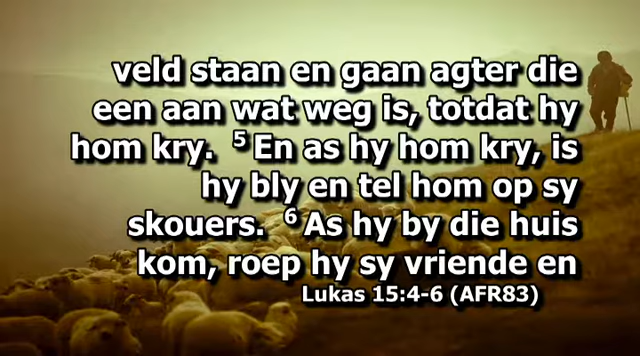 veld staan en gaan agter die
een aan wat weg is, totdat hy
hom kry. 5 En as hy hom kry, is
hy bly en tel hom op sy
skouers. 6 As hy by die huis
kom, roep hy sy vriende en
Lukas 15:4-6 (AFR83)